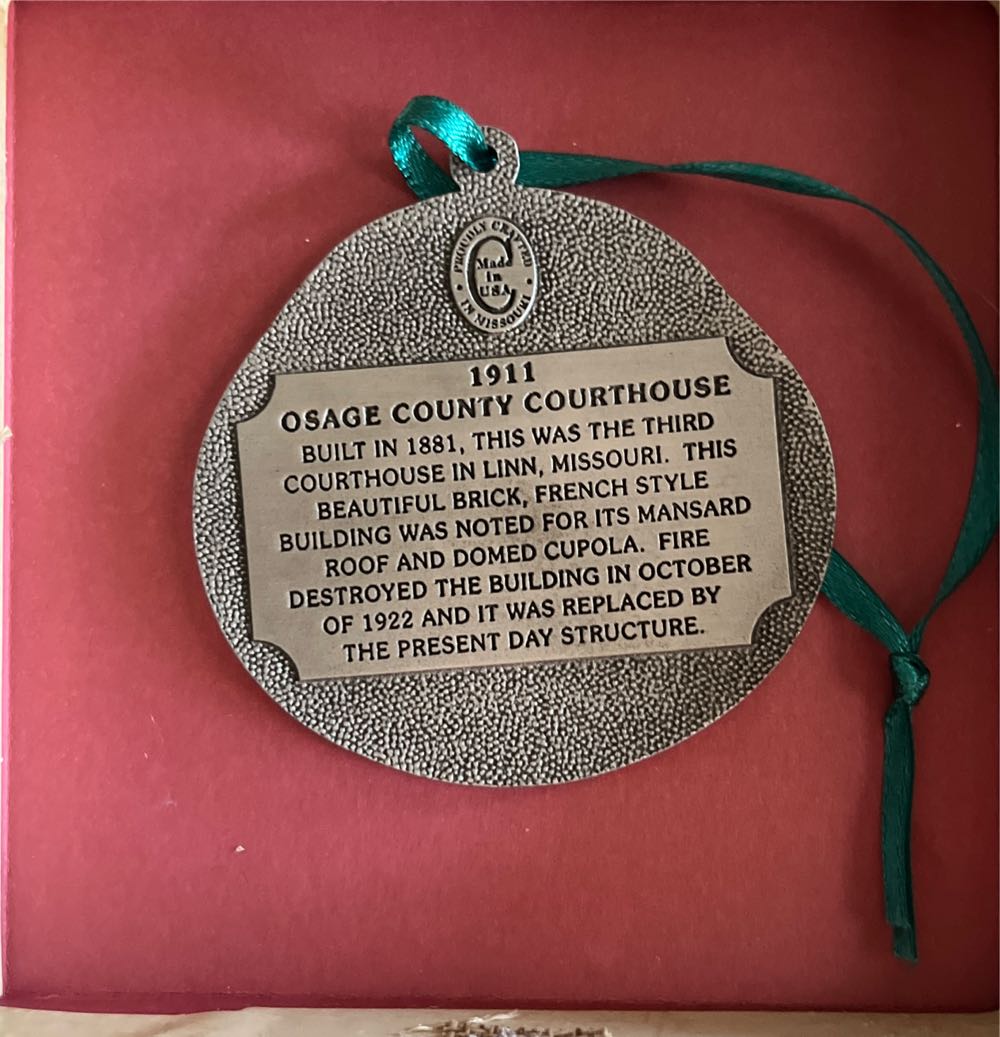 PROUDLY CRAFTED
C
Made
in
USA
IN MISSOURI
1911
OSAGE COUNTY COURTHOUSE
BUILT IN 1881, THIS WAS THE THIRD
COURTHOUSE IN LINN, MISSOURI. THIS
BEAUTIFUL BRICK, FRENCH STYLE
BUILDING WAS NOTED FOR ITS MANSARD
ROOF AND DOMED CUPOLA. FIRE
DESTROYED THE BUILDING IN OCTOBER
OF 1922 AND IT WAS REPLACED BY
THE PRESENT DAY STRUCTURE.